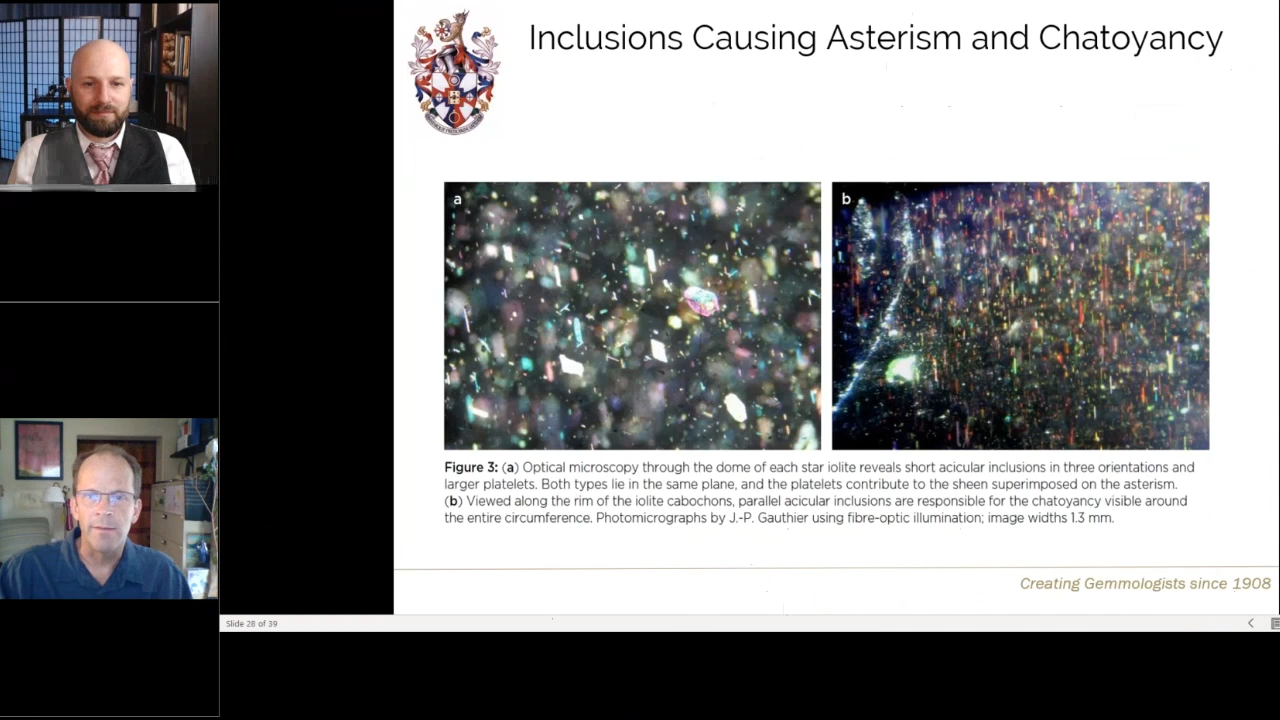 Inclusions Causing Asterism and Chatoyancy
a
b
Figure 3: (a) Optical microscopy through the dome of each star iolite reveals short acicular inclusions in three orientations and
larger platelets. Both types lie in the same plane, and the platelets contribute to the sheen superimposed on the asterism.
(b) Viewed along the rim of the iolite cabochons, parallel acicular inclusions are responsible for the chatoyancy visible around
the entire circumference. Photomicrographs by J.-P. Gauthier using fibre-optic illumination; image widths 1.3 mm.
Creating Gemmologists since 1908
Slide 28 of 39